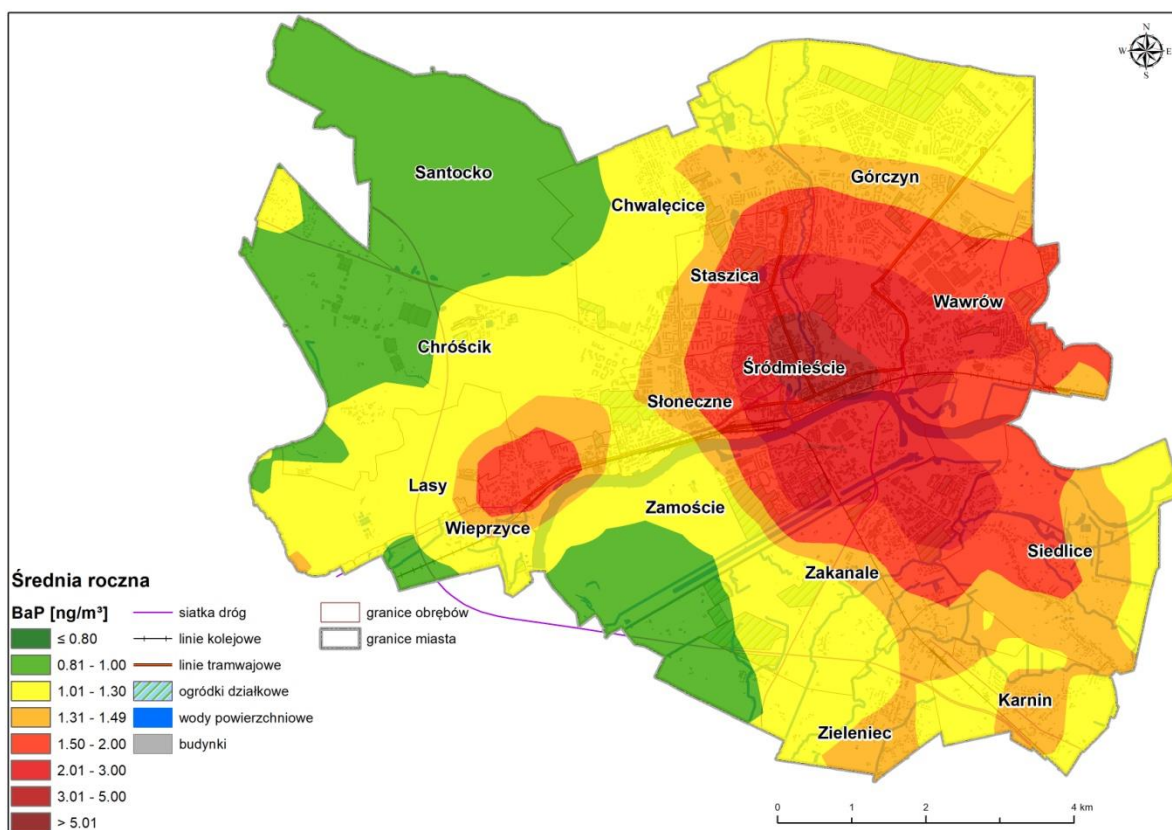 N
W E
S
Santocko
Górczyn
Chwalęcice
Staszica
Wawrów
Chróścik
Śródmieście
Słoneczne
Lasy
Zamoście
Wieprzyce
Siedlice
Zakanale
Karnin
Zieleniec
Średnia roczna
BaP [ng/m³]
≤ 0.80
0.81 - 1.00
1.01 - 1.30
1.31 - 1.49
1.50 - 2.00
2.01 - 3.00
3.01 - 5.00
> 5.01
siatka dróg
linie kolejowe
linie tramwajowe
ogródki działkowe
wody powierzchniowe
budynki
granice obrębów
granice miasta
0 1 2 4 km